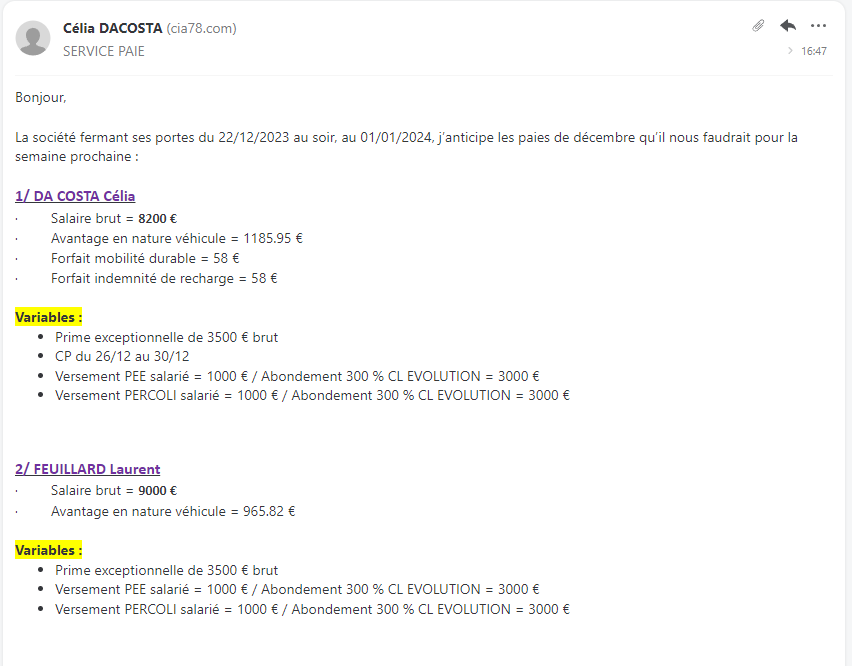 Célia DACOSTA (cia78.com)
SERVICE PAIE
16:47
Bonjour,
La société fermant ses portes du 22/12/2023 au soir, au 01/01/2024, j’anticipe les paies de décembre qu’il nous faudrait pour la
semaine prochaine :
1/ DA COSTA Célia
· Salaire brut = 8200 €
· Avantage en nature véhicule = 1185.95 €
· Forfait mobilité durable = 58 €
· Forfait indemnité de recharge = 58 €
Variables :
• Prime exceptionnelle de 3500 € brut
• CP du 26/12 au 30/12
• Versement PEE salarié = 1000 € / Abondement 300 % CL EVOLUTION = 3000 €
• Versement PERCOLI salarié = 1000 € / Abondement 300 % CL EVOLUTION = 3000 €
2/ FEUILLARD Laurent
· Salaire brut = 9000 €
· Avantage en nature véhicule = 965.82 €
Variables :
• Prime exceptionnelle de 3500 € brut
• Versement PEE salarié = 1000 € / Abondement 300 % CL EVOLUTION = 3000 €
• Versement PERCOLI salarié = 1000 € / Abondement 300 % CL EVOLUTION = 3000 €